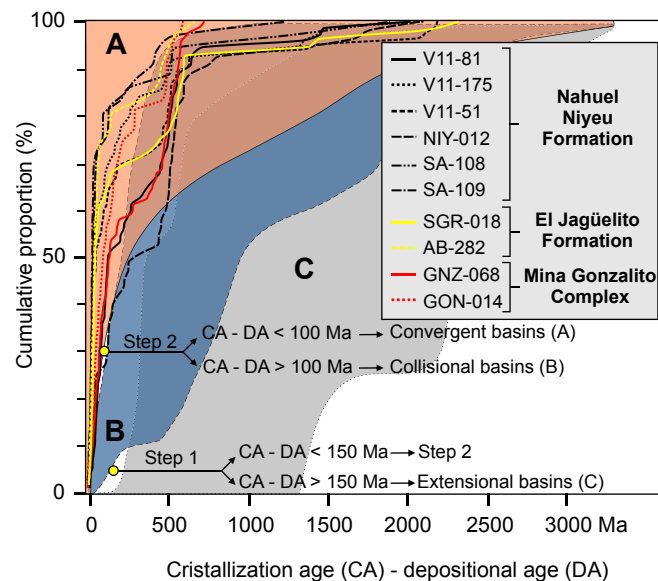 100
50
0
Cumulative proportion (%)
A
B
C
V11-81
V11-175
V11-51
NIY-012
SA-108
SA-109
Nahuel
Niyeu
Formation
SGR-018
AB-282
El Jagüelito
Formation
GNZ-068
GON-014
Mina Gonzalito
Complex
Step 2
CA - DA < 100 Ma
Convergent basins (A)
CA - DA > 100 Ma
Collisional basins (B)
Step 1
CA - DA < 150 Ma
Step 2
CA - DA > 150 Ma
Extensional basins (C)
0 500 1000 1500 2000 2500 3000 Ma
Cristallization age (CA) - depositional age (DA)